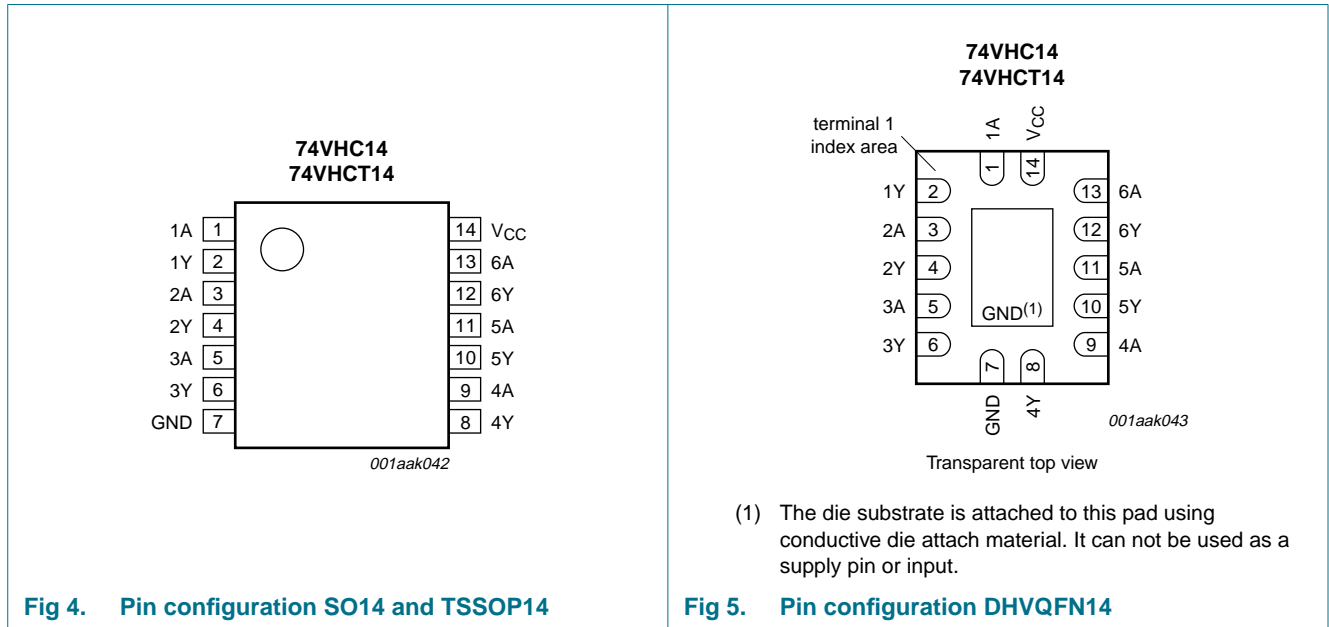 74VHC14
74VHCT14
1A 1
1Y 2
2A 3
2Y 4
3A 5
3Y 6
GND 7
14 VCC
13 6A
12 6Y
11 5A
10 5Y
9 4A
8 4Y
001aak042
Fig 4. Pin configuration SO14 and TSSOP14
74VHC14
74VHCT14
terminal 1
index area
1A
VCC
1
14
1Y 2
2A 3
2Y 4
3A 5
3Y 6
13 6A
12 6Y
11 5A
10 5Y
9 4A
GND(1)
7
8
GND
4Y
001aak043
Transparent top view
(1) The die substrate is attached to this pad using
conductive die attach material. It can not be used as a
supply pin or input.
Fig 5. Pin configuration DHVQFN14